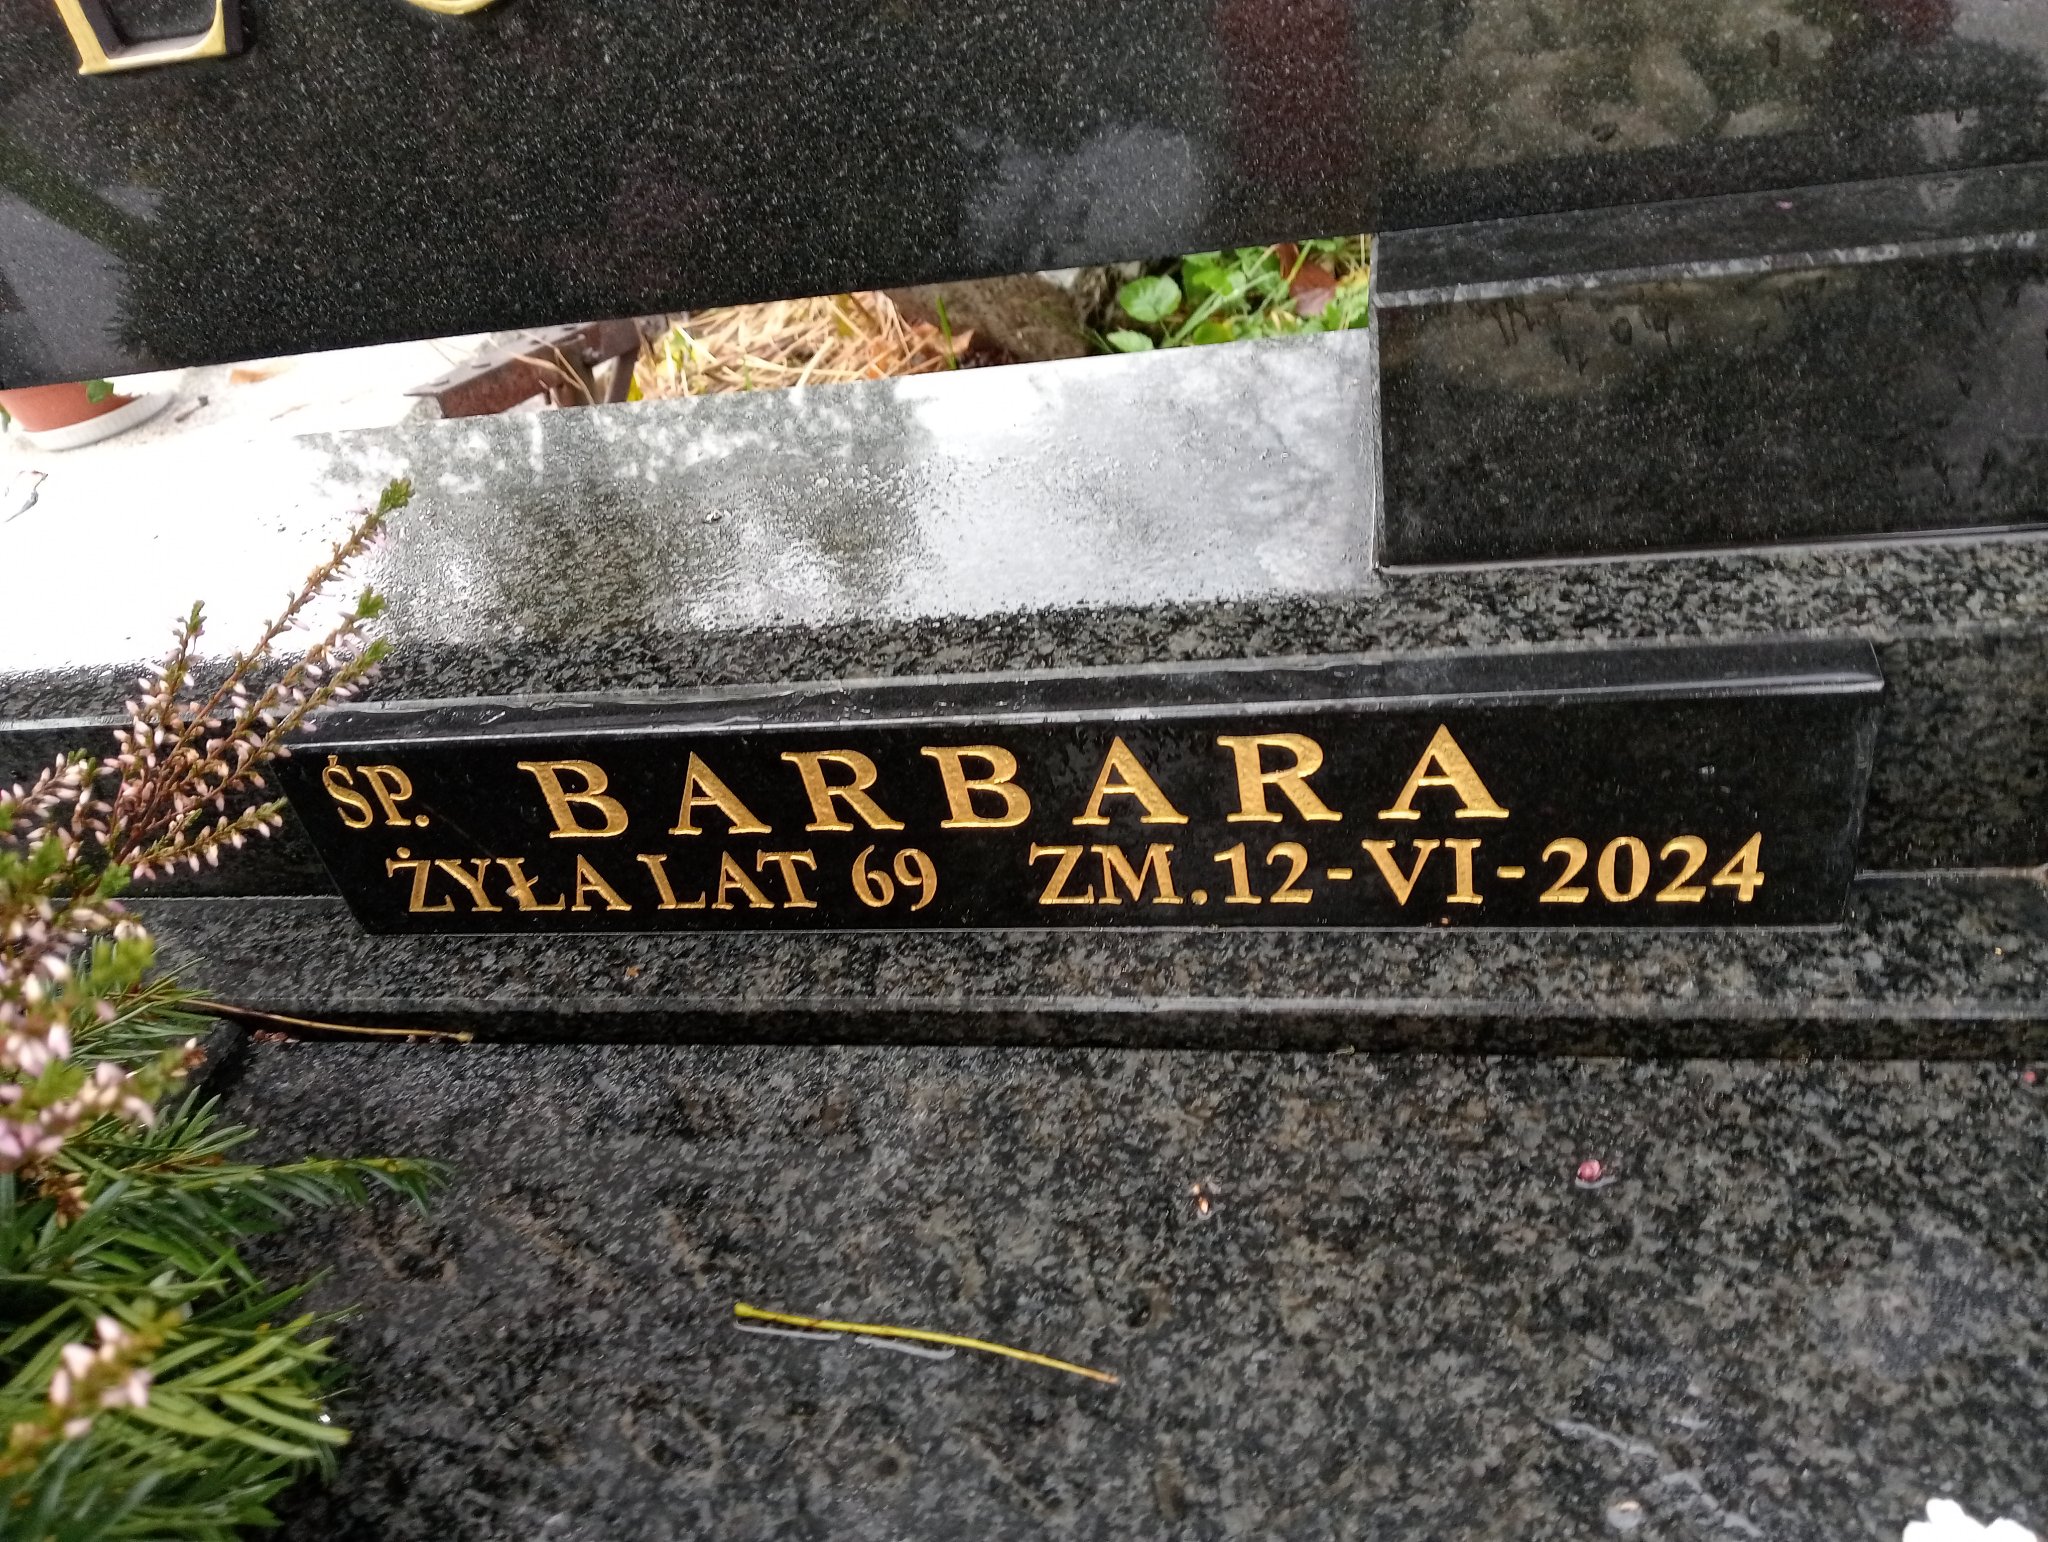 ŚP. BARBARA
ŻYŁA LAT 69 ZM. 12-VI-2024